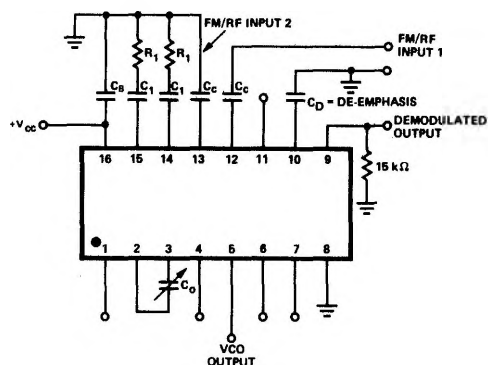 FM/RF INPUT 2
FM/RF
INPUT 1
R1
R1
CB
C1
C1
CC
CC
CD = DE-EMPHASIS
+VCC
DEMODULATED
OUTPUT
16
15
14
13
12
11
10
9
15 kΩ
1
2
3
4
5
6
7
8
CO
VCO
OUTPUT